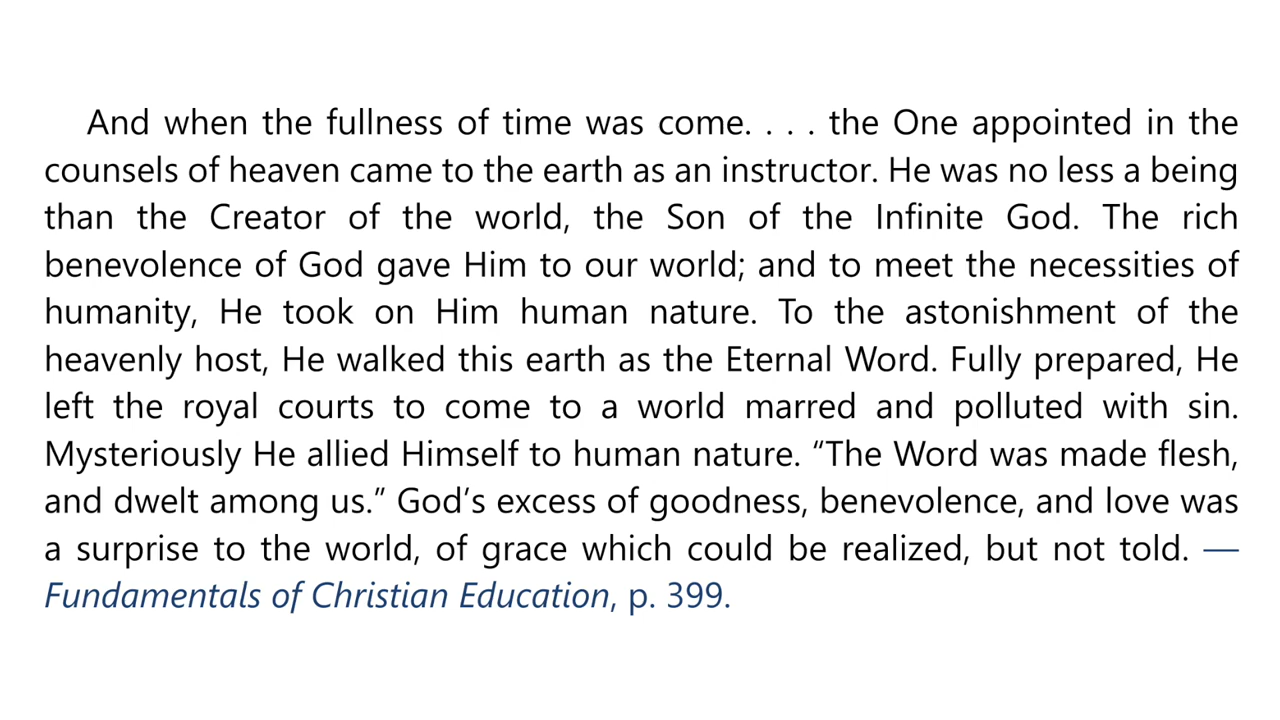 And when the fullness of time was come. . . . the One appointed in the
counsels of heaven came to the earth as an instructor. He was no less a being
than the Creator of the world, the Son of the Infinite God. The rich
benevolence of God gave Him to our world; and to meet the necessities of
humanity, He took on Him human nature. To the astonishment of the
heavenly host, He walked this earth as the Eternal Word. Fully prepared, He
left the royal courts to come to a world marred and polluted with sin.
Mysteriously He allied Himself to human nature. “The Word was made flesh,
and dwelt among us.” God’s excess of goodness, benevolence, and love was
a surprise to the world, of grace which could be realized, but not told. —
Fundamentals of Christian Education, p. 399.